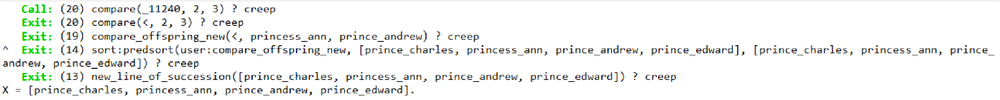 Call: (20) compare(_11240, 2, 3) ? creep
Exit: (20) compare(<, 2, 3) ? creep
Exit: (19) compare_offspring_new(<, princess_ann, prince_andrew) ? creep
^  Exit: (14) sort:predsort(user:compare_offspring_new, [prince_charles, princess_ann, prince_andrew, prince_edward], [prince_charles, princess_ann, prince_
andrew, prince_edward]) ? creep
Exit: (13) new_line_of_succession([prince_charles, princess_ann, prince_andrew, prince_edward]) ? creep
X = [prince_charles, princess_ann, prince_andrew, prince_edward].